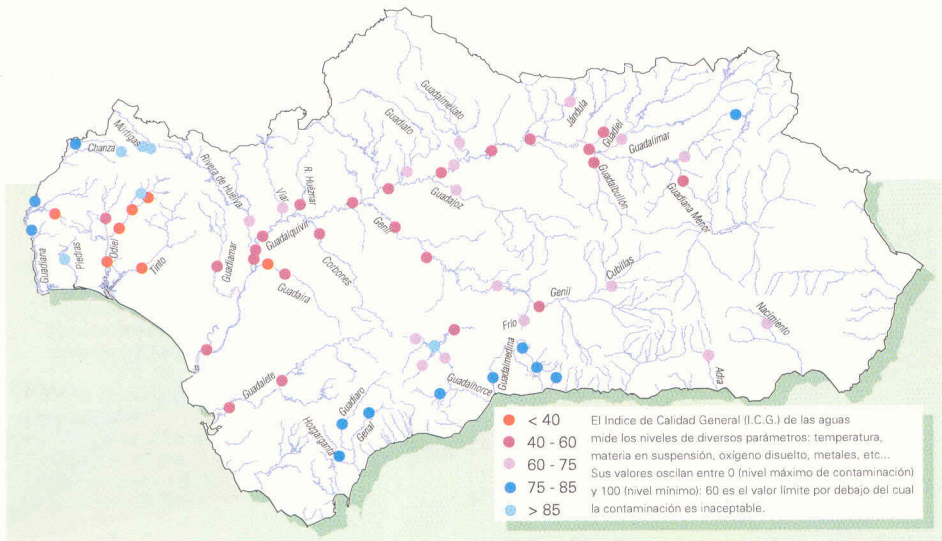 Guadalmellato
Guadiato
Jándula
Guadiel
Guadalimar
Múrtigas
Chanza
Rivera de Huelva
Viar
R. Huéznar
Guadalbullón
Guadajoz
Guadiana Menor
Genil
Guadalquivir
Odiel
Piedras
Guadiana
Tinto
Guadiamar
Guadaira
Corbones
Cubillas
Genil
Frio
Nacimiento
Adra
Guadalmedina
Guadalhorce
Guadalete
Guadiaro
Genal
Hozgarganta
< 40
40 - 60
60 - 75
75 - 85
> 85
El Indice de Calidad General (I.C.G.) de las aguas
mide los niveles de diversos parámetros: temperatura,
materia en suspensión, oxígeno disuelto, metales, etc...
Sus valores oscilan entre 0 (nivel máximo de contaminación)
y 100 (nivel mínimo): 60 es el valor límite por debajo del cual
la contaminación es inaceptable.